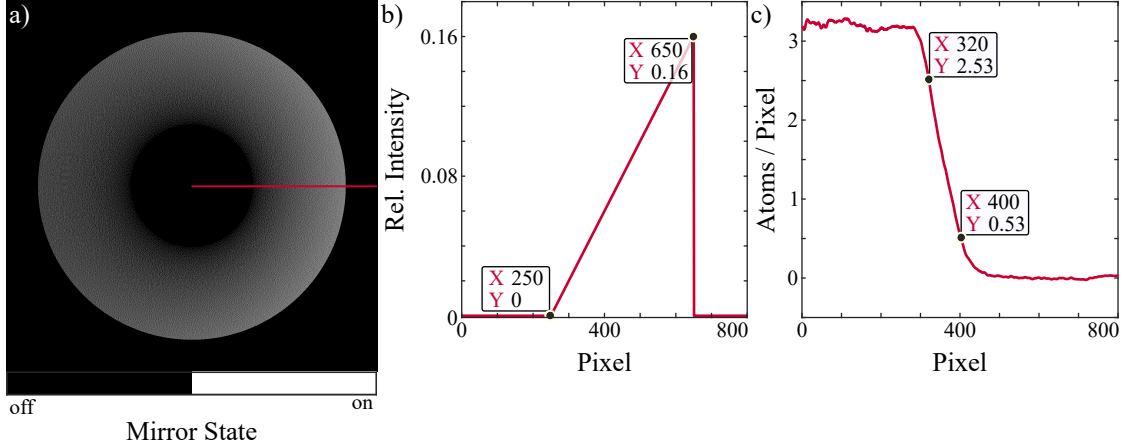 a)
off
on
Mirror State
b)
Rel. Intensity
0.16
0.08
0
X 650
Y 0.16
X 250
Y 0
0
400
800
Pixel
c)
Atoms / Pixel
3
2
1
0
X 320
Y 2.53
X 400
Y 0.53
0
400
800
Pixel